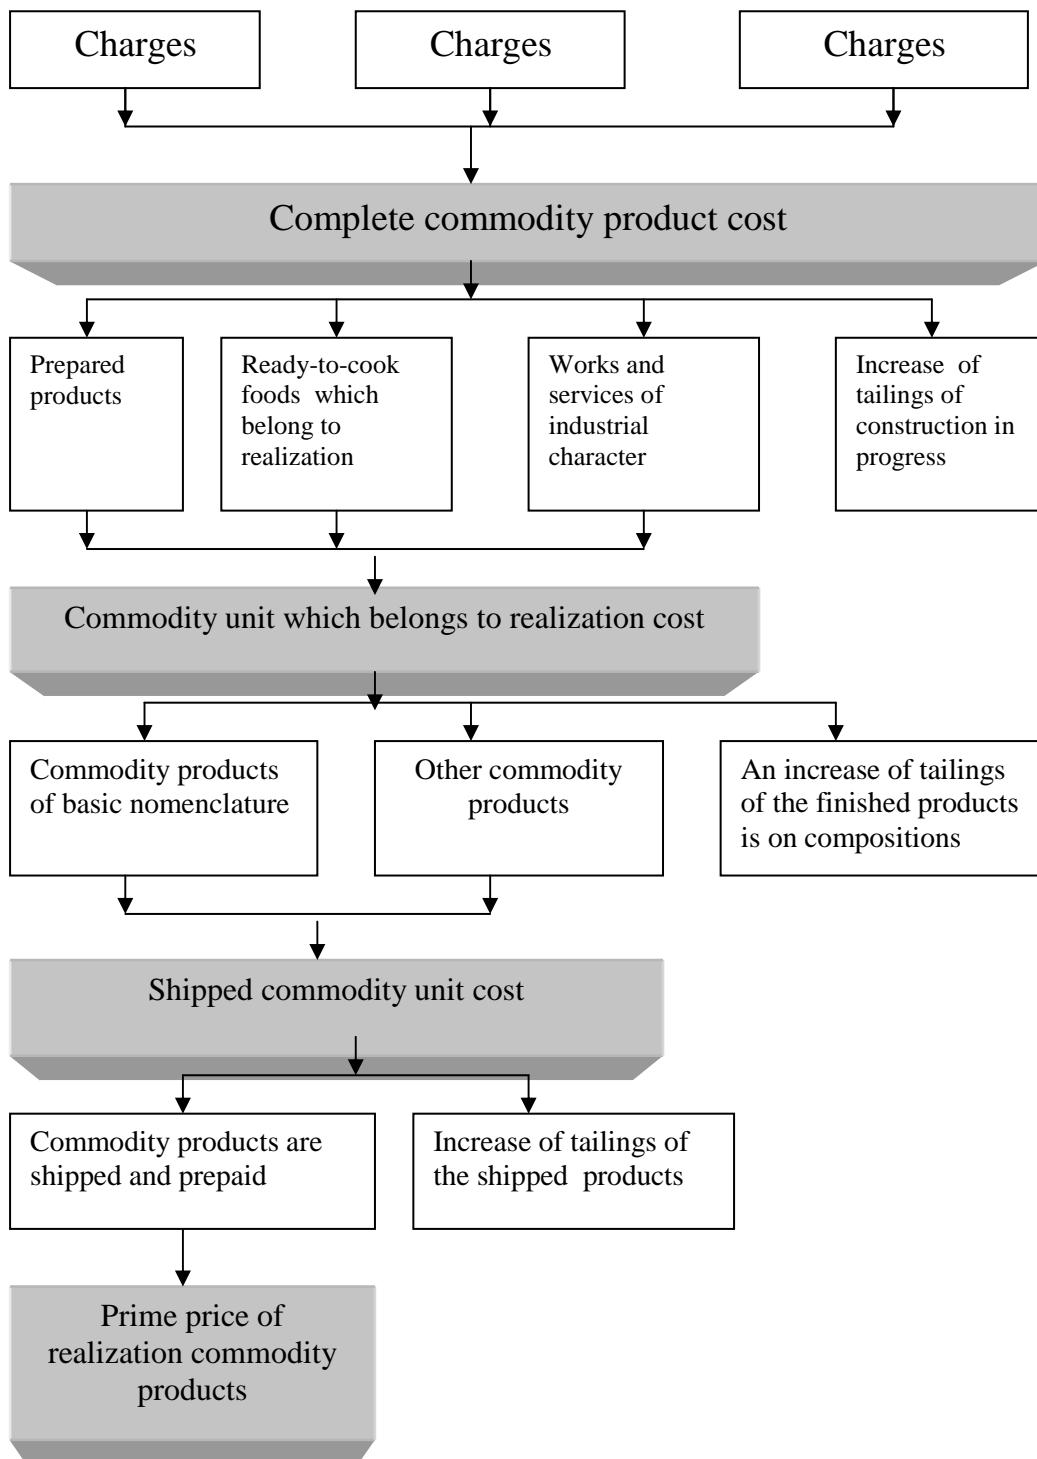 Charges
Charges
Charges
Complete commodity product cost
Prepared
products
Ready-to-cook
foods which
belong to
realization
Works and
services of
industrial
character
Increase of
tailings of
construction in
progress
Commodity unit which belongs to realization cost
Commodity products
of basic nomenclature
Other commodity
products
An increase of tailings
of the finished products
is on compositions
Shipped commodity unit cost
Commodity products are
shipped and prepaid
Increase of tailings of
the shipped products
Prime price of
realization commodity
products